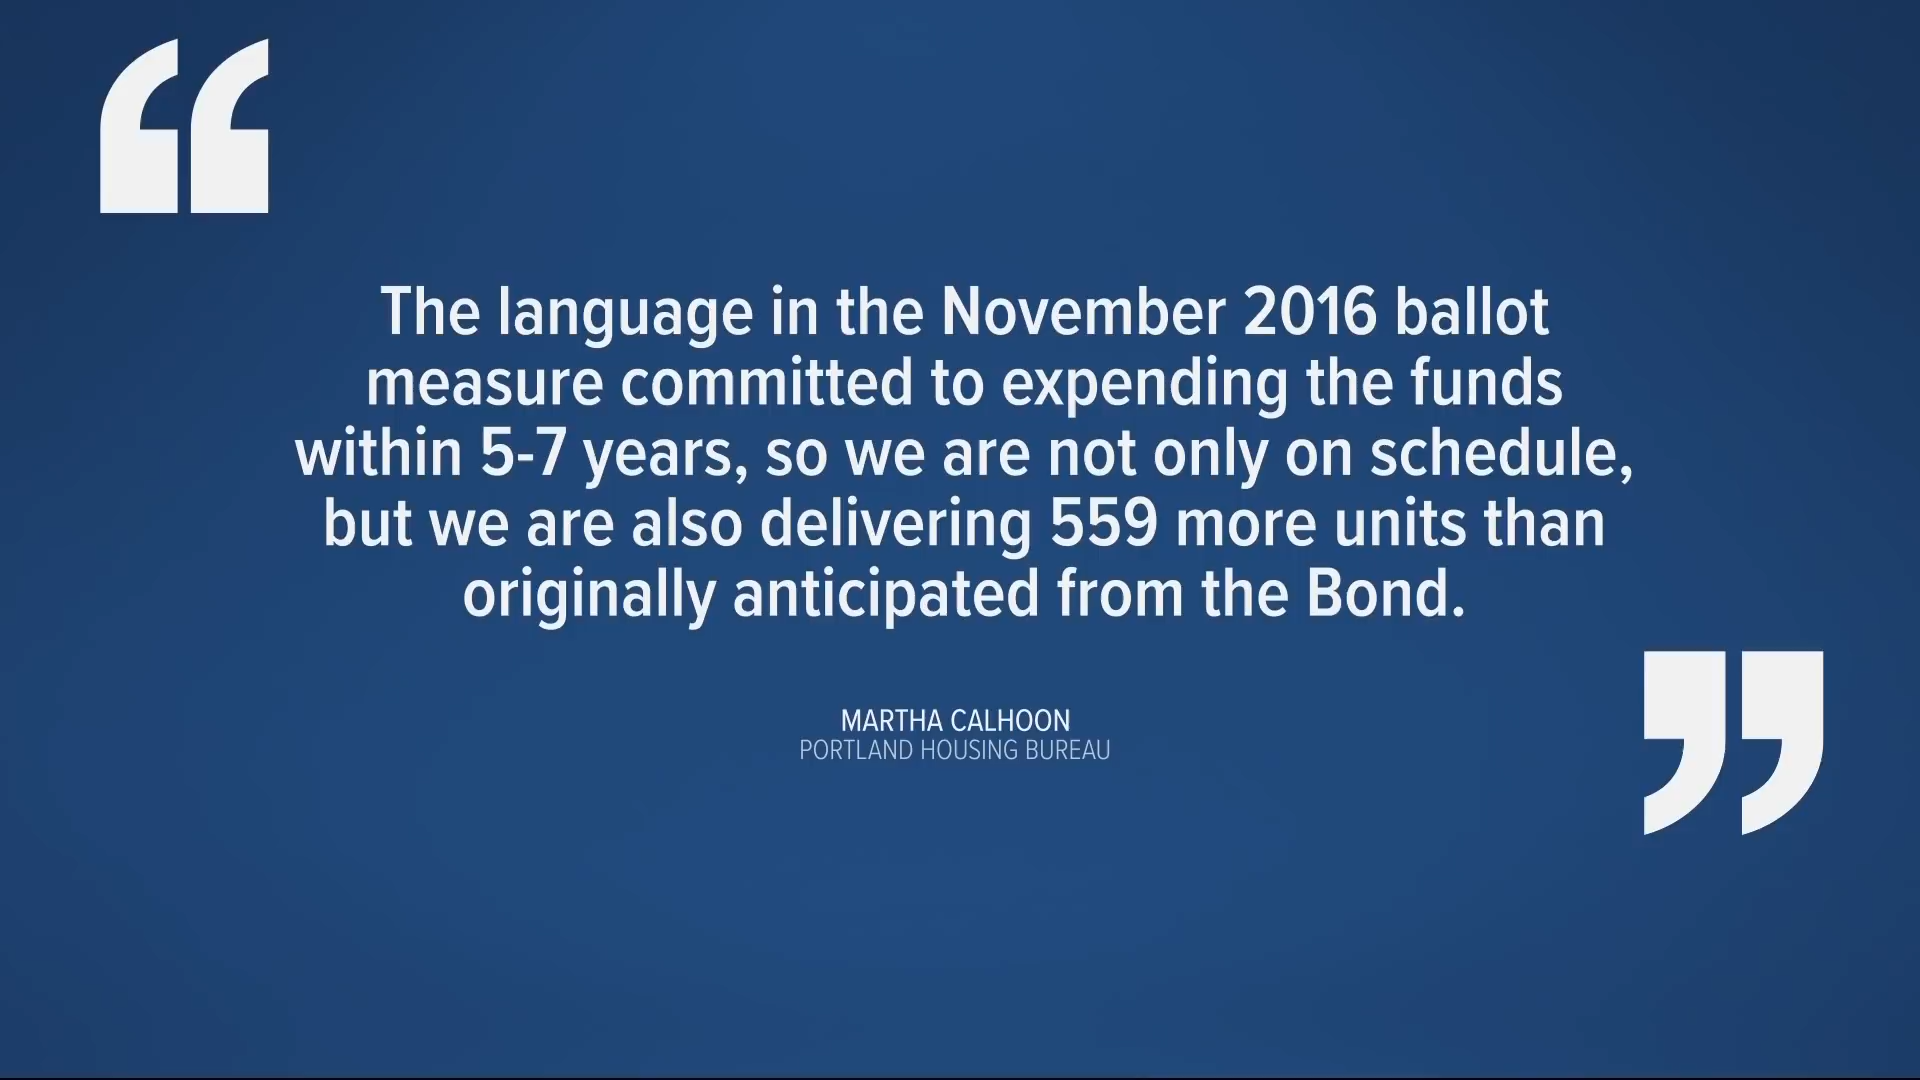 “
The language in the November 2016 ballot
measure committed to expending the funds
within 5-7 years, so we are not only on schedule,
but we are also delivering 559 more units than
originally anticipated from the Bond.
”
MARTHA CALHOON
PORTLAND HOUSING BUREAU